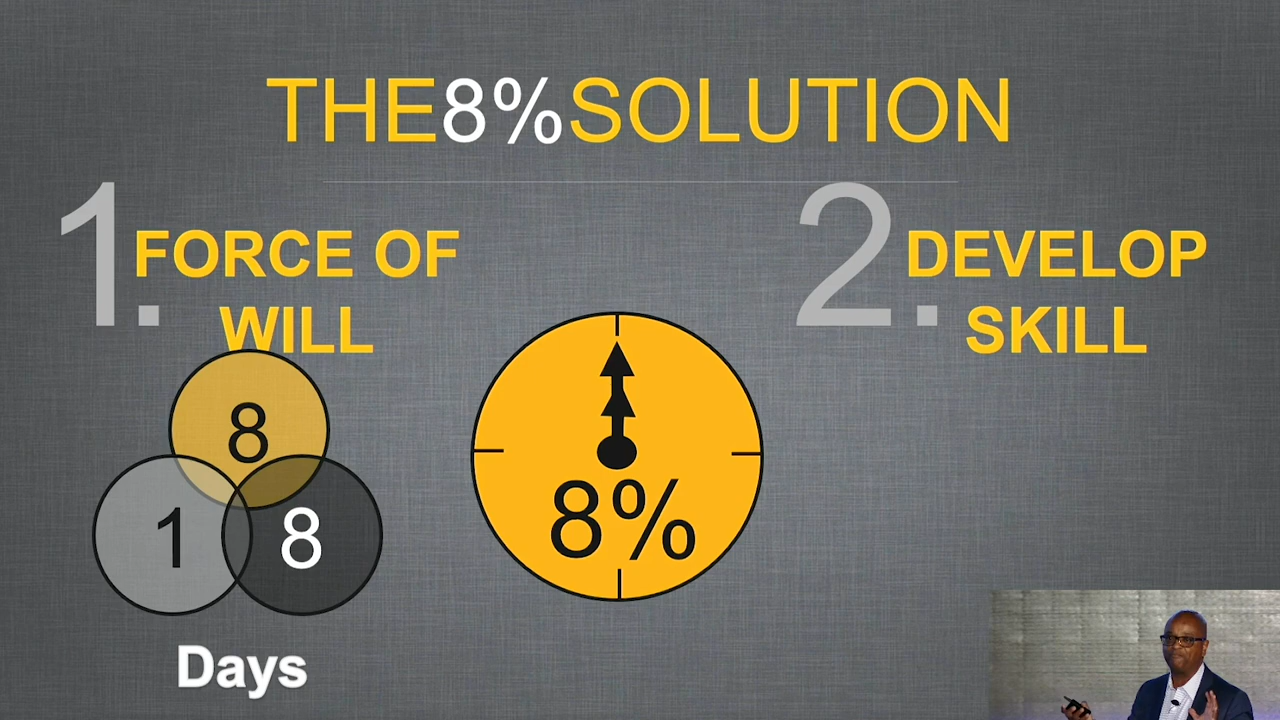 THE8%SOLUTION
1. FORCE OF
WILL
2. DEVELOP
SKILL
8
1 8
8%
Days